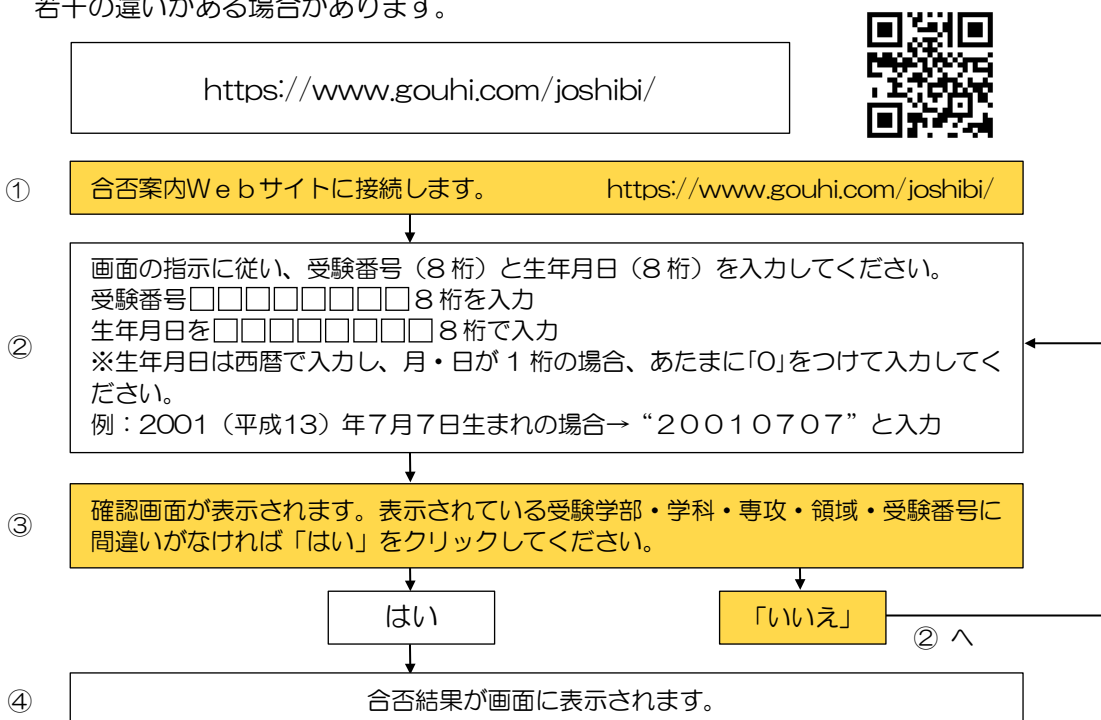 若干の違いがある場合があります。
https://www.gouhi.com/joshibi/
① 合否案内Ｗｅｂサイトに接続します。 https://www.gouhi.com/joshibi/
画面の指示に従い、受験番号（８桁）と生年月日（８桁）を入力してください。
受験番号□□□□□□□□８桁を入力
生年月日を□□□□□□□□８桁で入力
②
※生年月日は西暦で入力し、月・日が１桁の場合、あたまに「０」をつけて入力してく
ださい。
例：２００１（平成13）年７月７日生まれの場合→“２００１０７０７”と入力
③
確認画面が表示されます。表示されている受験学部・学科・専攻・領域・受験番号に
間違いがなければ「はい」をクリックしてください。
はい
「いいえ」
② へ
④ 合否結果が画面に表示されます。